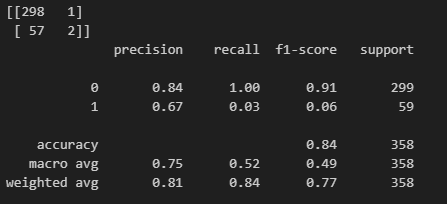 [[298   1]
 [ 57   2]]
              precision    recall  f1-score   support

           0       0.84      1.00      0.91       299
           1       0.67      0.03      0.06        59

    accuracy                           0.84       358
   macro avg       0.75      0.52      0.49       358
weighted avg       0.81      0.84      0.77       358